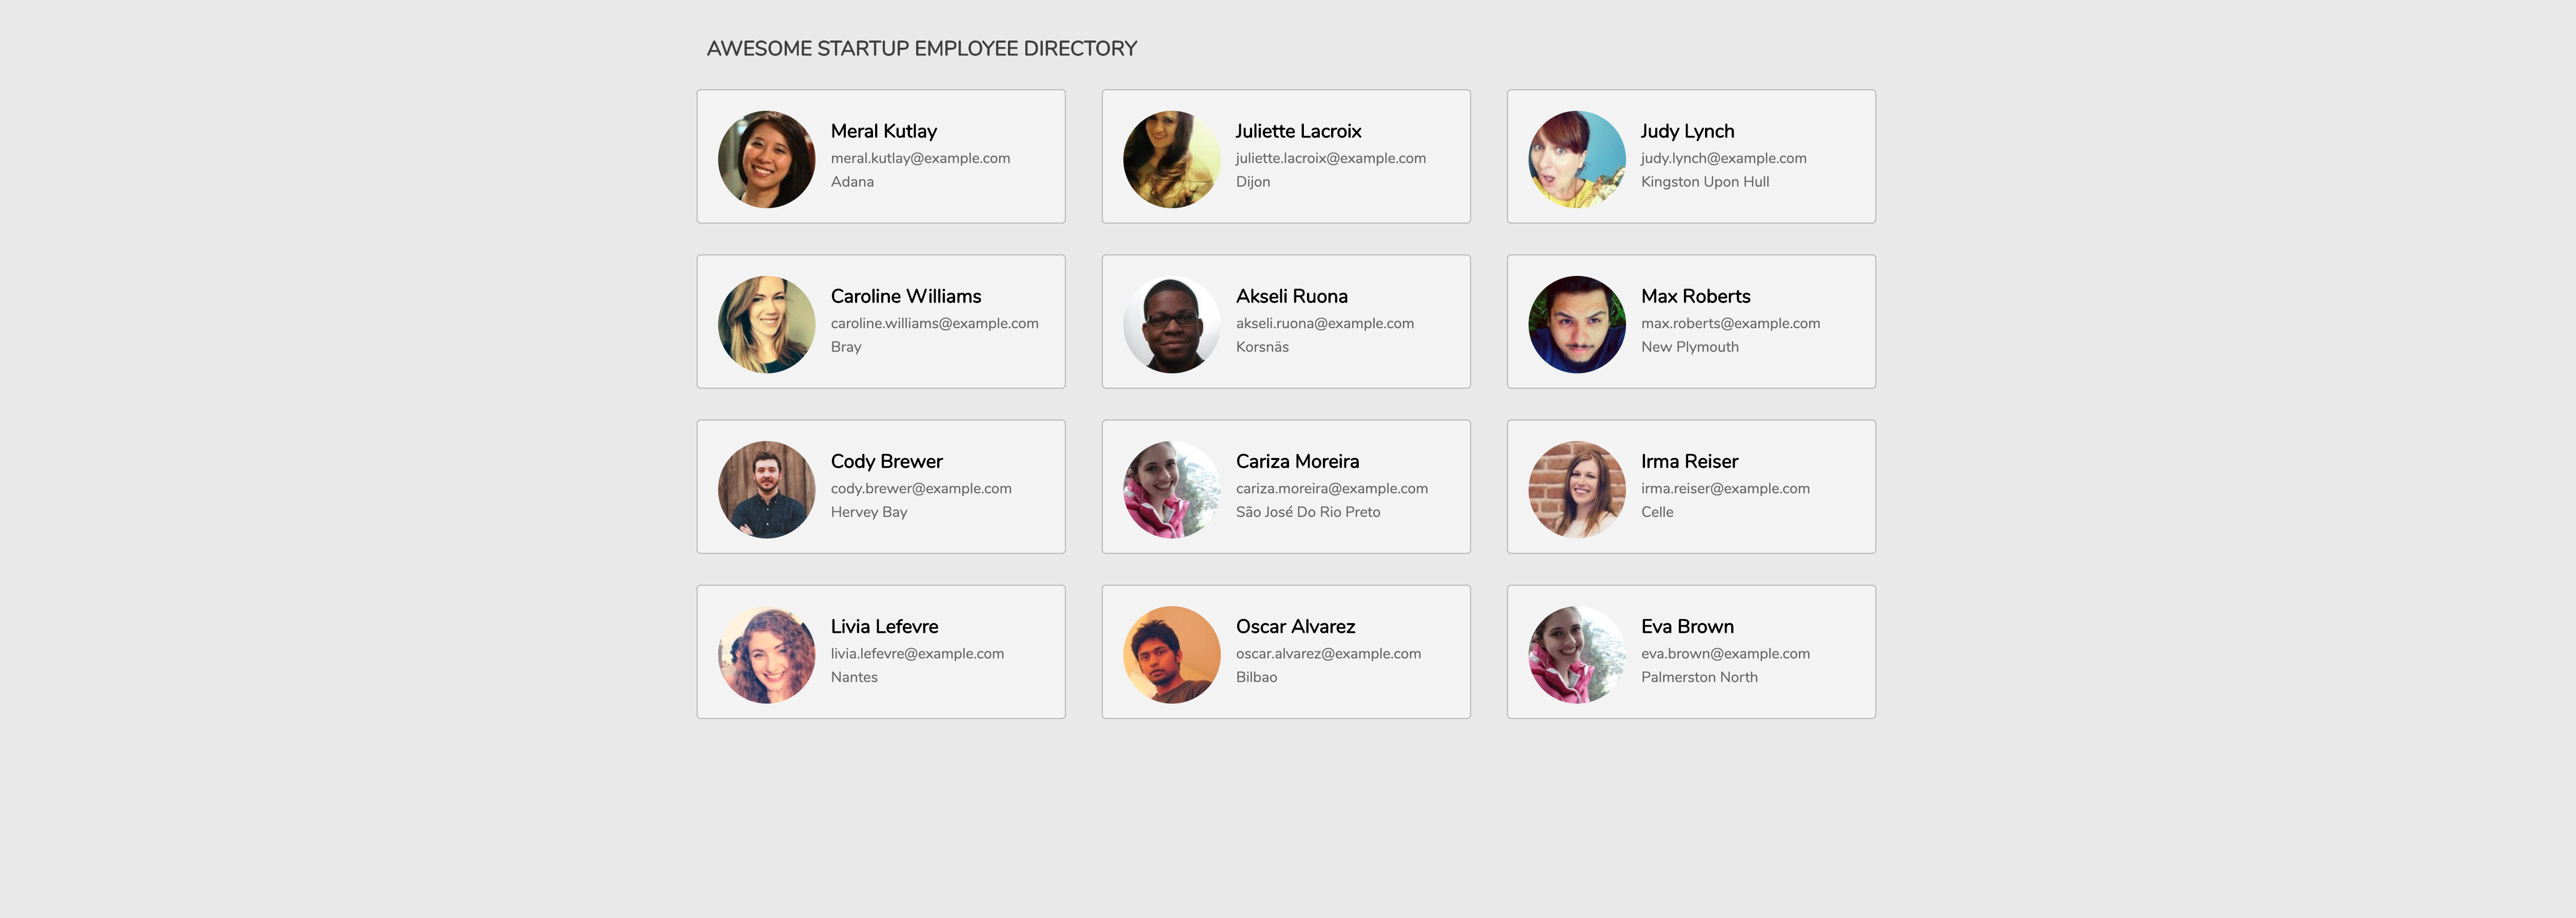 AWESOME STARTUP EMPLOYEE DIRECTORY
Meral Kutlay
meral.kutlay@example.com
Adana
Juliette Lacroix
juliette.lacroix@example.com
Dijon
Judy Lynch
judy.lynch@example.com
Kingston Upon Hull
Caroline Williams
caroline.williams@example.com
Bray
Akseli Ruona
akseli.ruona@example.com
Korsnäs
Max Roberts
max.roberts@example.com
New Plymouth
Cody Brewer
cody.brewer@example.com
Hervey Bay
Cariza Moreira
cariza.moreira@example.com
São José Do Rio Preto
Irma Reiser
irma.reiser@example.com
Celle
Livia Lefevre
livia.lefevre@example.com
Nantes
Oscar Alvarez
oscar.alvarez@example.com
Bilbao
Eva Brown
eva.brown@example.com
Palmerston North